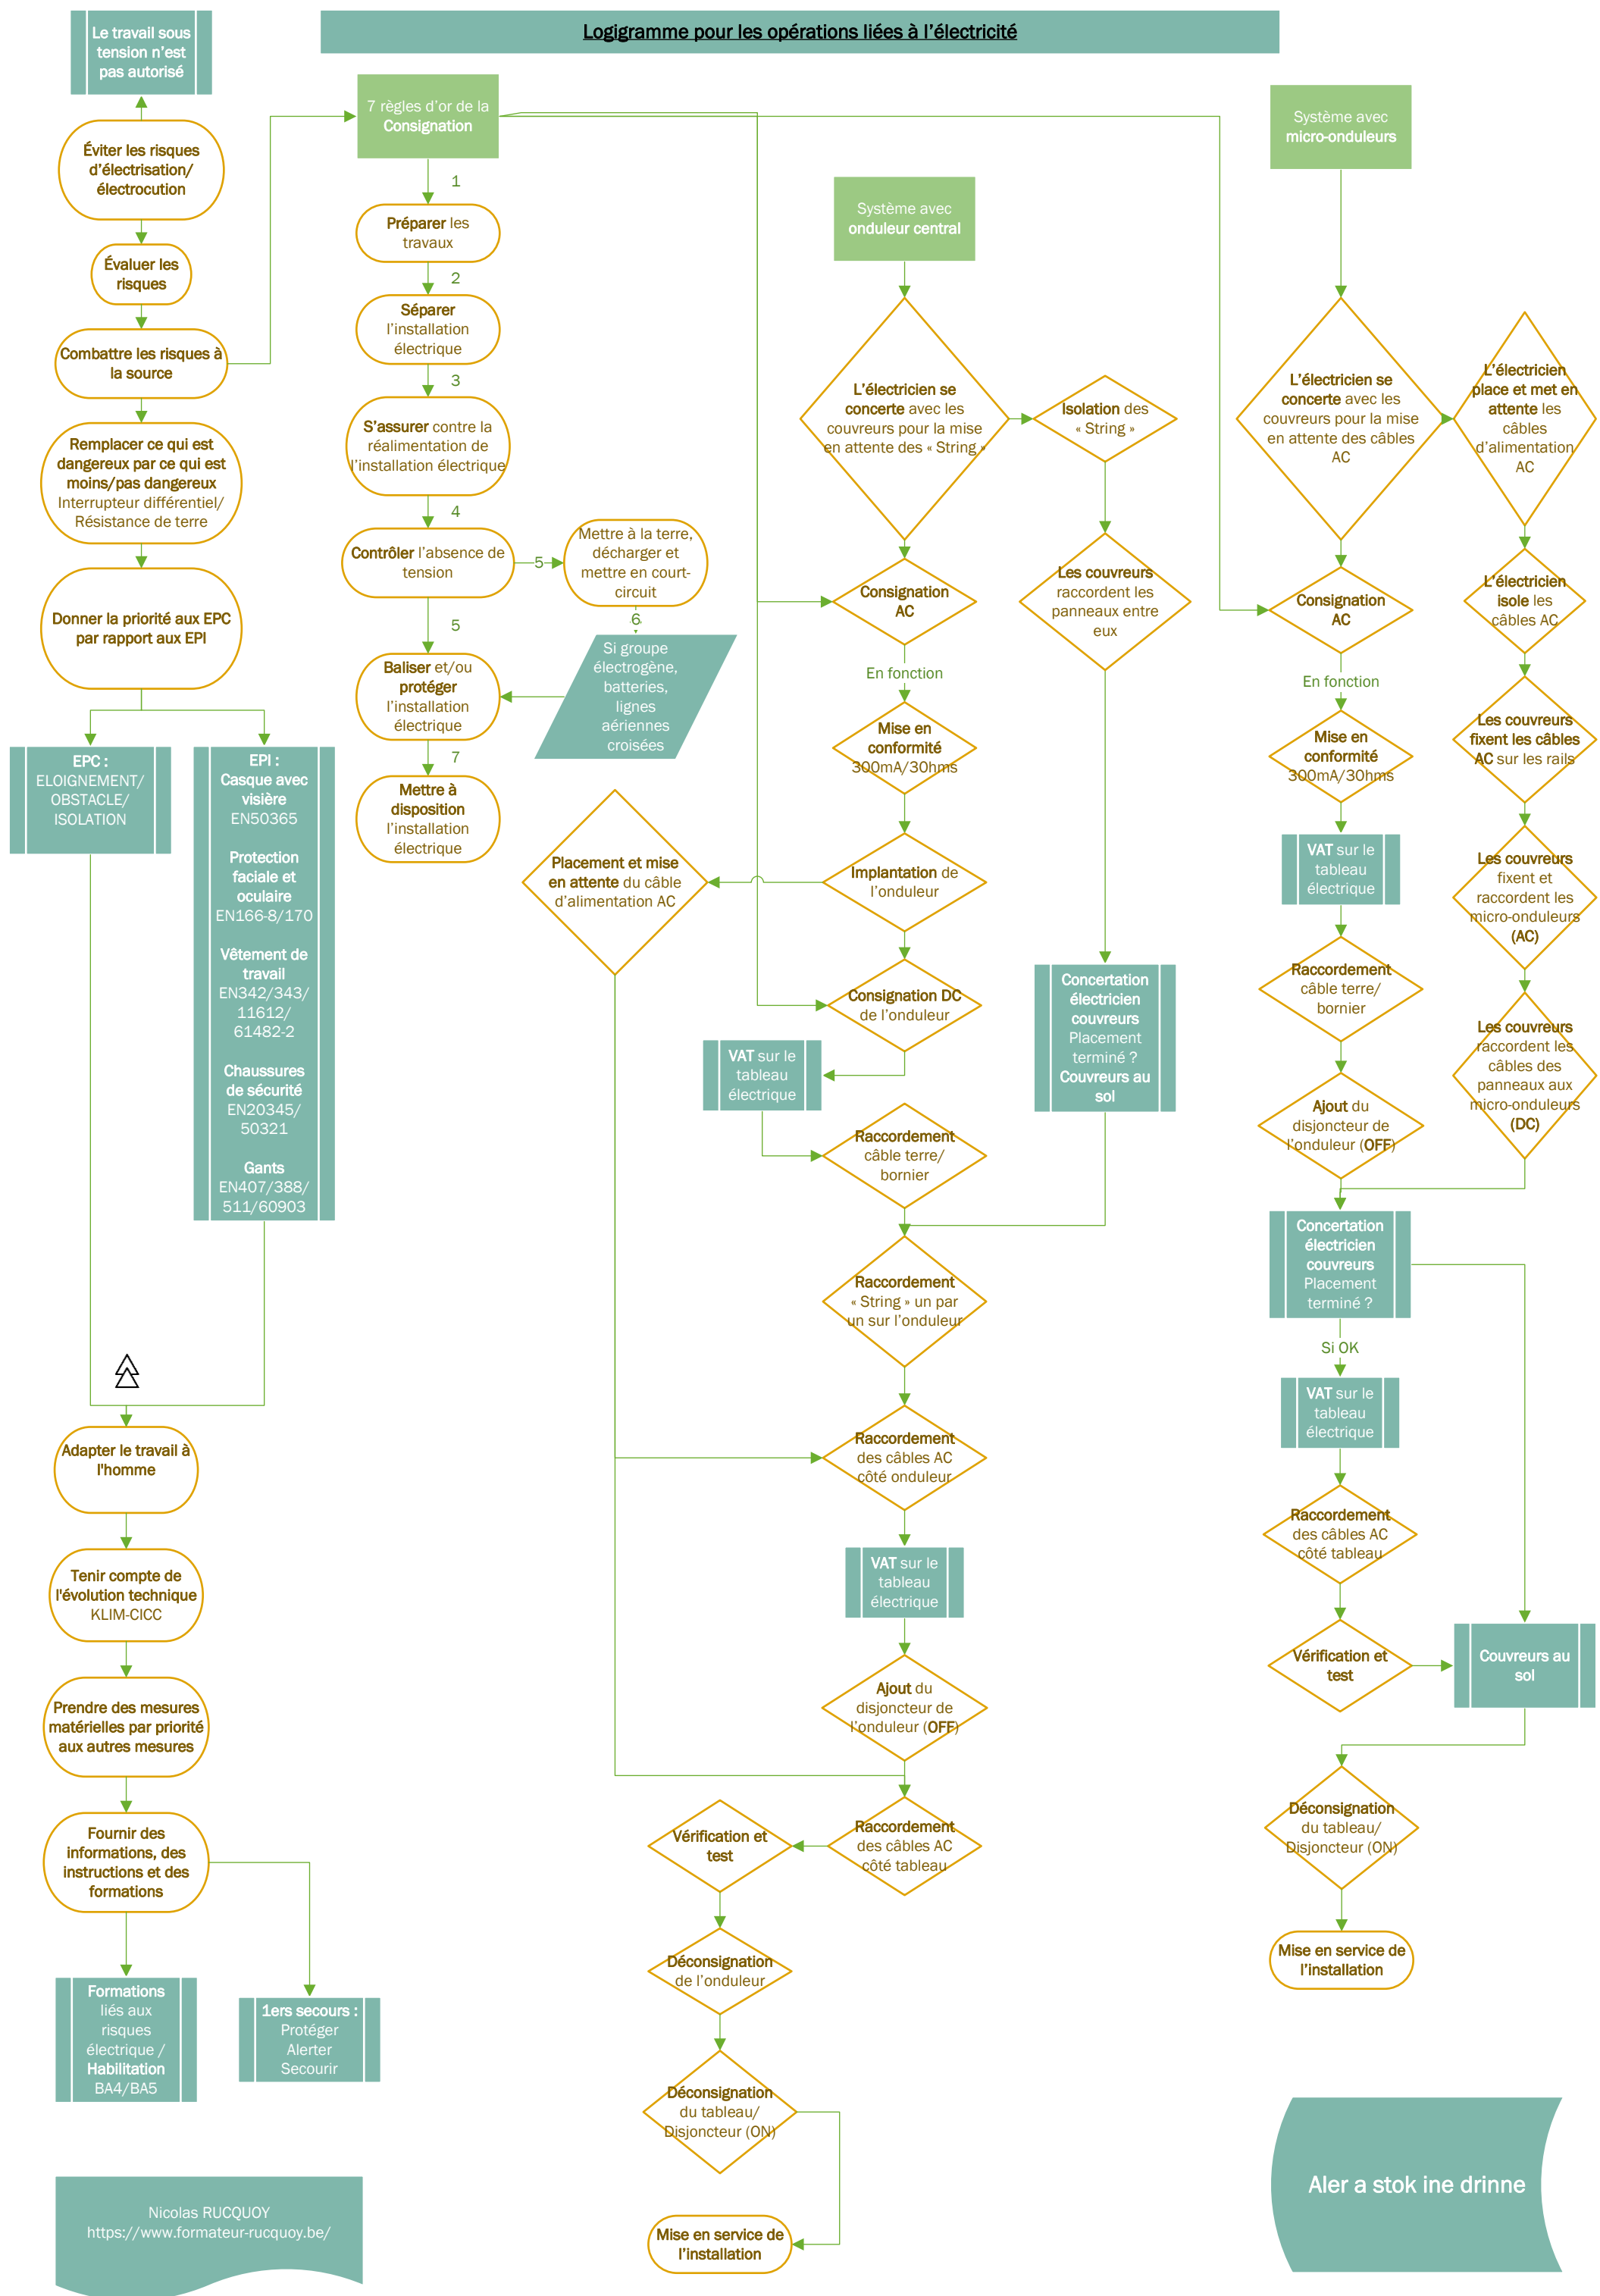 Logigramme pour les opérations liées à l’électricité
Le travail sous
tension n’est
pas autorisé
Éviter les risques
d’électrisation/
électrocution
Évaluer les
risques
Combattre les risques à
la source
Remplacer ce qui est
dangereux par ce qui est
moins/pas dangereux
Interrupteur différentiel/
Résistance de terre
Donner la priorité aux EPC
par rapport aux EPI
EPC :
ELOIGNEMENT/
OBSTACLE/
ISOLATION
EPI :
Casque avec
visière
EN50365
Protection
faciale et
oculaire
EN166-8/170
Vêtement de
travail
EN342/343/
11612/
61482-2
Chaussures
de sécurité
EN20345/
50321
Gants
EN407/388/
511/60903
Adapter le travail à
l'homme
Tenir compte de
l'évolution technique
KLIM-CICC
Prendre des mesures
matérielles par priorité
aux autres mesures
Fournir des
informations, des
instructions et des
formations
Formations
liés aux
risques
électrique /
Habilitation
BA4/BA5
1ers secours :
Protéger
Alerter
Secourir
Nicolas RUCQUOY
https://www.formateur-rucquoy.be/
7 règles d’or de la
Consignation
1
Préparer les
travaux
2
Séparer
l’installation
électrique
3
S’assurer contre la
réalimentation de
l’installation électrique
4
Contrôler l’absence de
tension
5
Mettre à la terre,
décharger et
mettre en court-
circuit
6
Si groupe
électrogène,
batteries,
lignes
aériennes
croisées
5
Baliser et/ou
protéger
l’installation
électrique
7
Mettre à
disposition
l’installation
électrique
Système avec
onduleur central
L’électricien se
concerte avec les
couvreurs pour la mise
en attente des « String »
Isolation des
« String »
Les couvreurs
raccordent les
panneaux entre
eux
Concertation
électricien
couvreurs
Placement
terminé ?
Couvreurs au
sol
Consignation
AC
En fonction
Mise en
conformité
300mA/30hms
Implantation de
l’onduleur
Placement et mise
en attente du câble
d’alimentation AC
Consignation DC
de l’onduleur
VAT sur le
tableau
électrique
Raccordement
câble terre/
bornier
Raccordement
« String » un par
un sur l’onduleur
Raccordement
des câbles AC
côté onduleur
VAT sur le
tableau
électrique
Ajout du
disjoncteur de
l’onduleur (OFF)
Raccordement
des câbles AC
côté tableau
Vérification et
test
Déconsignation
de l’onduleur
Déconsignation
du tableau/
Disjoncteur (ON)
Mise en service de
l’installation
Système avec
micro-onduleurs
L’électricien se
concerte avec les
couvreurs pour la mise
en attente des câbles
AC
L’électricien
place et met en
attente les
câbles
d’alimentation
AC
L’électricien
isole les
câbles AC
Les couvreurs
fixent les câbles
AC sur les rails
Les couvreurs
fixent et
raccordent les
micro-onduleurs
(AC)
Les couvreurs
raccordent les
câbles des
panneaux aux
micro-onduleurs
(DC)
Consignation
AC
En fonction
Mise en
conformité
300mA/30hms
VAT sur le
tableau
électrique
Raccordement
câble terre/
bornier
Ajout du
disjoncteur de
l’onduleur (OFF)
Concertation
électricien
couvreurs
Placement
terminé ?
Si OK
VAT sur le
tableau
électrique
Raccordement
des câbles AC
côté tableau
Vérification et
test
Couvreurs au
sol
Déconsignation
du tableau/
Disjoncteur (ON)
Mise en service de
l’installation
Aler a stok ine drinne